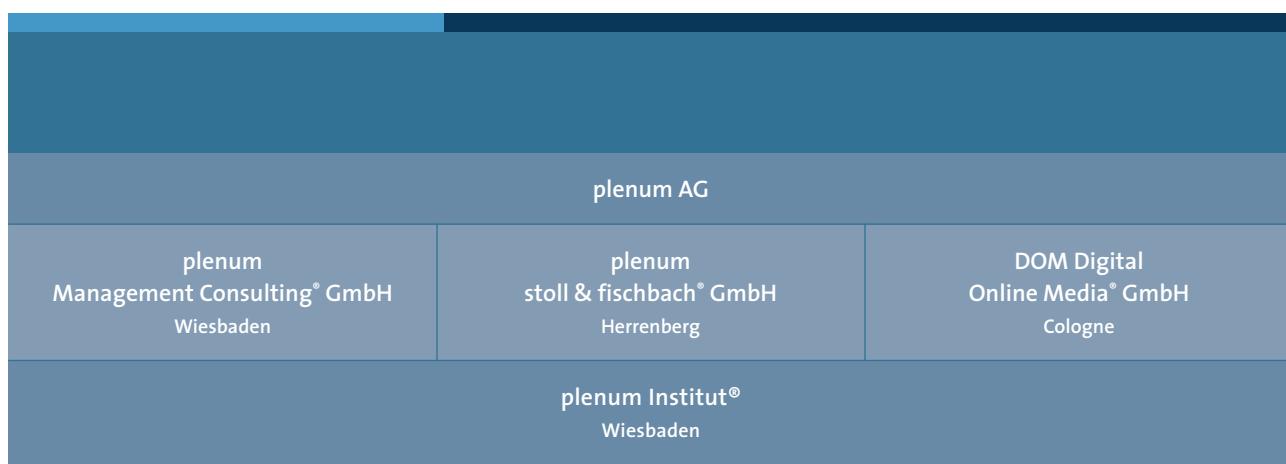 plenum AG
plenum
Management Consulting® GmbH
Wiesbaden
plenum
stoll & fischbach® GmbH
Herrenberg
DOM Digital
Online Media® GmbH
Cologne
plenum Institut®
Wiesbaden